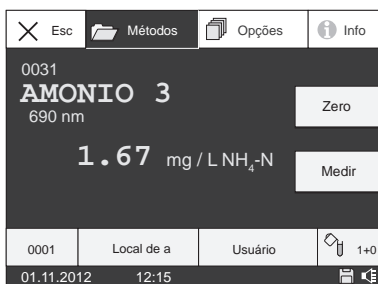 Esc Métodos Opções Info
0031
AMONIO 3
690 nm
Zero
1.67 mg / L NH₄-N
Medir
0001 Local de a Usuário 1+0
01.11.2012 12:15